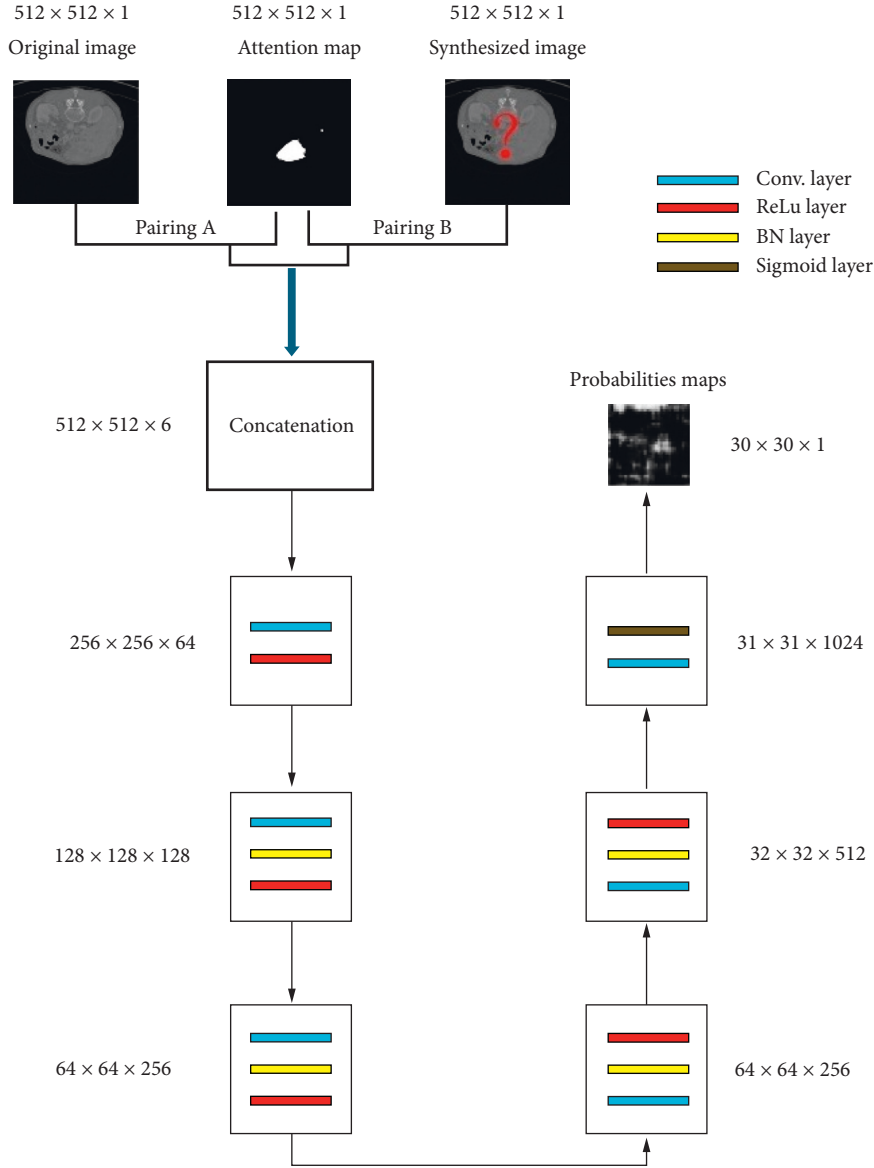 512 × 512 × 1
512 × 512 × 1
512 × 512 × 1
Original image
Attention map
Synthesized image
?
Conv. layer
ReLu layer
BN layer
Sigmoid layer
Pairing A
Pairing B
Probabilities maps
512 × 512 × 6
Concatenation
30 × 30 × 1
256 × 256 × 64
31 × 31 × 1024
128 × 128 × 128
32 × 32 × 512
64 × 64 × 256
64 × 64 × 256